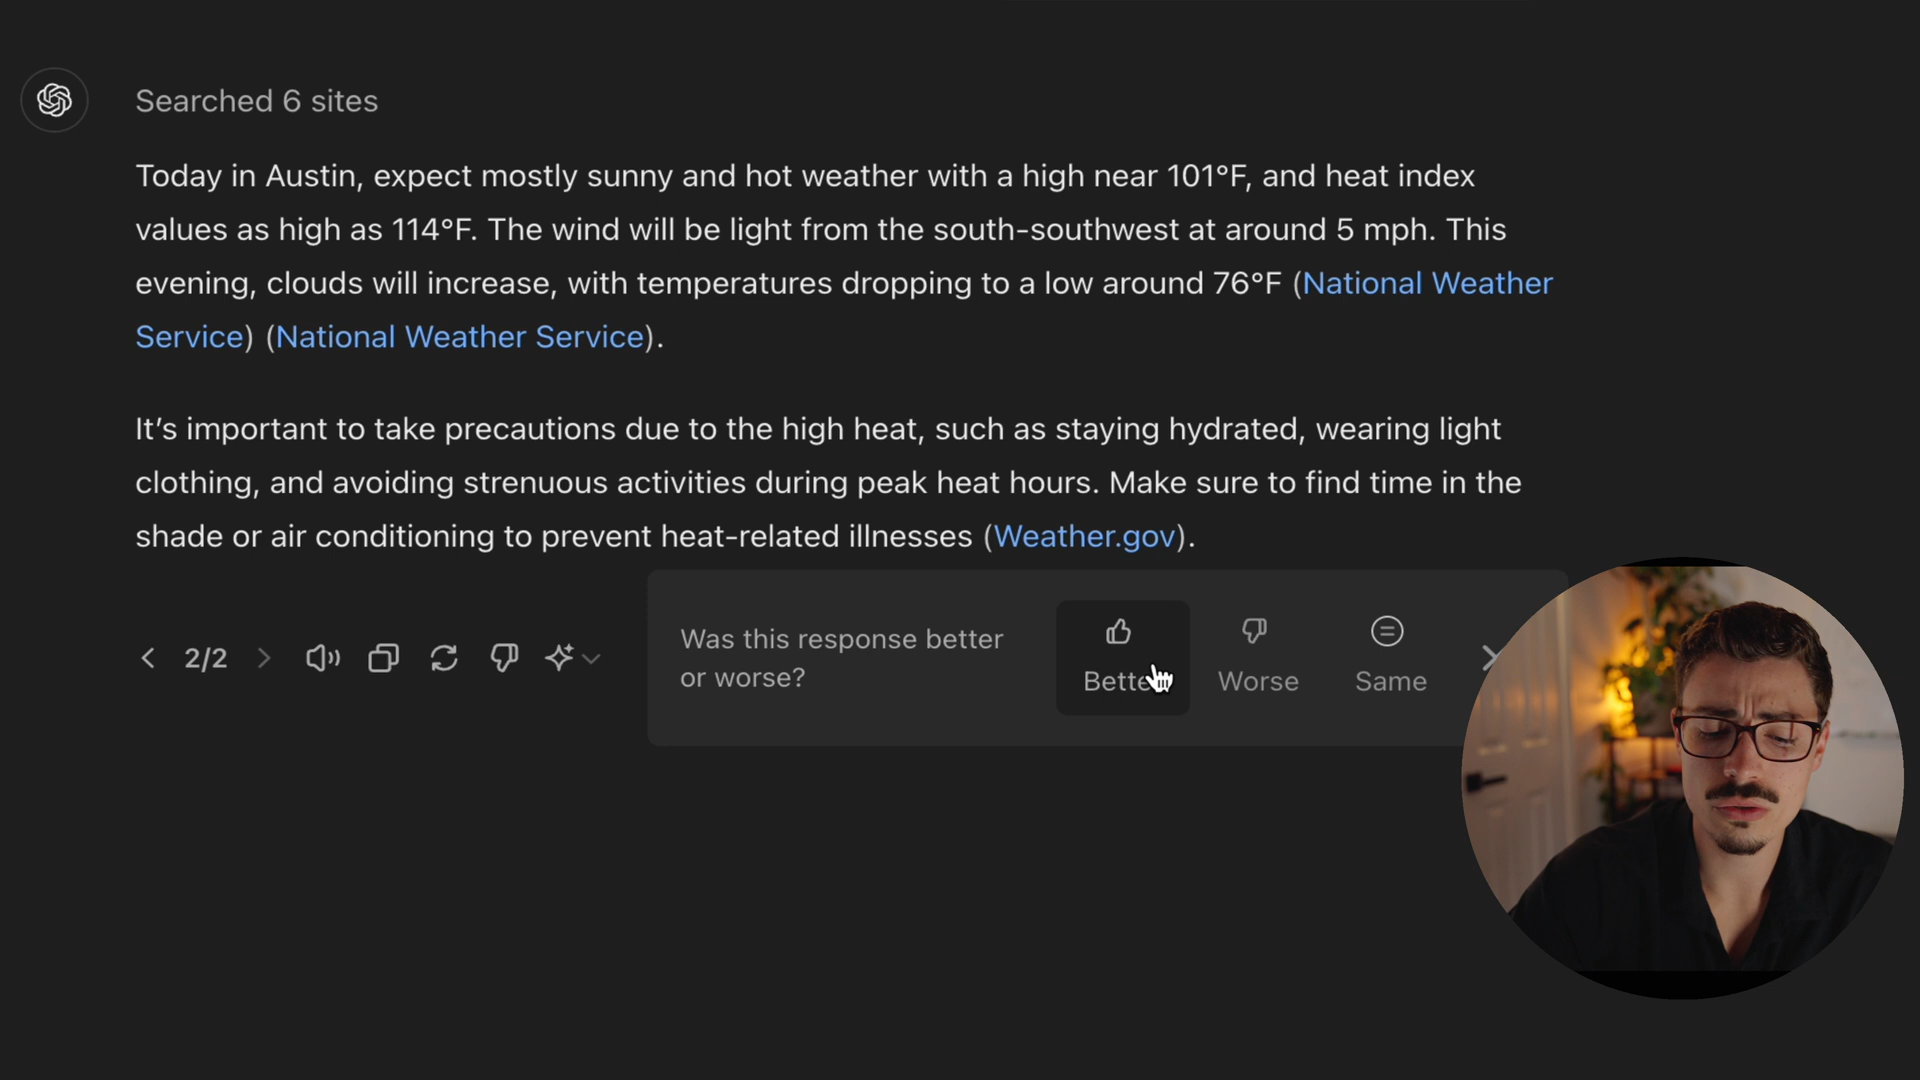 Searched 6 sites
Today in Austin, expect mostly sunny and hot weather with a high near 101°F, and heat index
values as high as 114°F. The wind will be light from the south-southwest at around 5 mph. This
evening, clouds will increase, with temperatures dropping to a low around 76°F (National Weather
Service) (National Weather Service).
It’s important to take precautions due to the high heat, such as staying hydrated, wearing light
clothing, and avoiding strenuous activities during peak heat hours. Make sure to find time in the
shade or air conditioning to prevent heat-related illnesses (Weather.gov).
2/2
Was this response better
or worse?
Better
Worse
Same